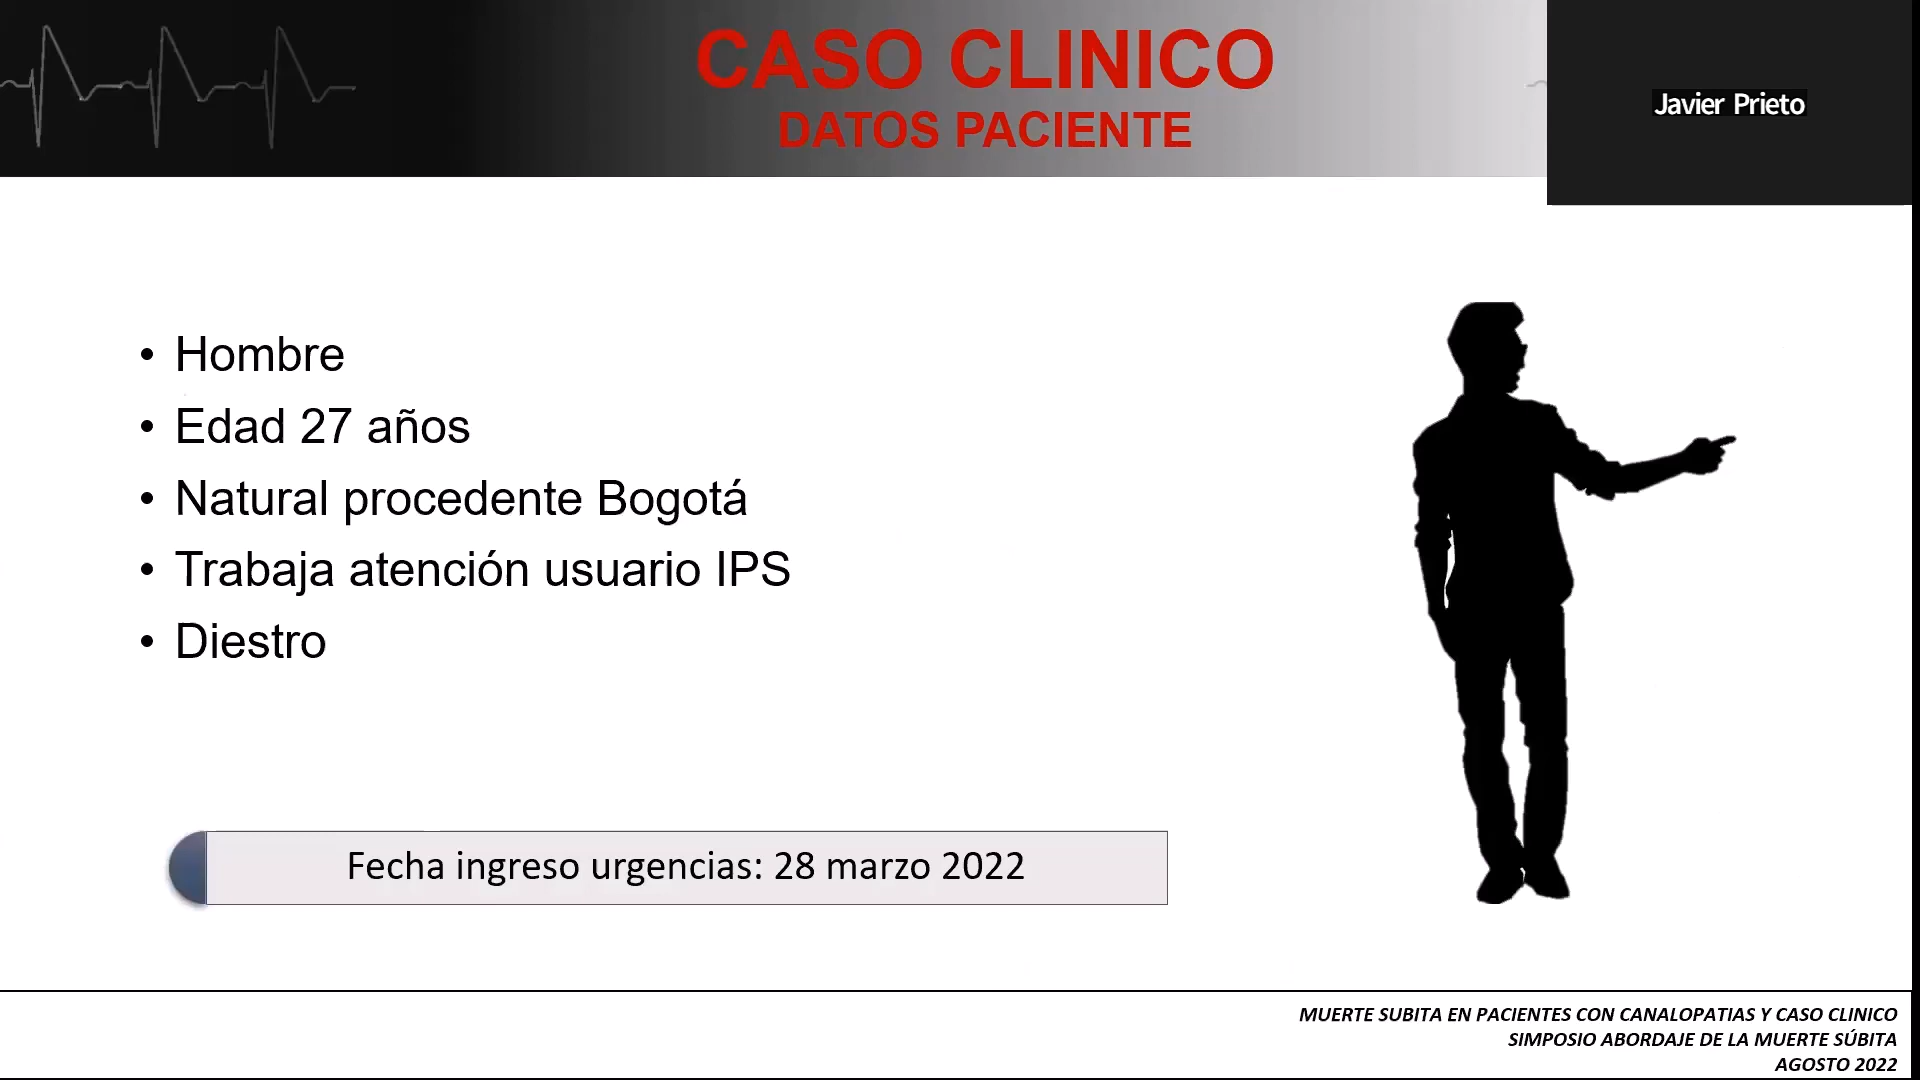 CASO CLINICO
DATOS PACIENTE
Javier Prieto
• Hombre
• Edad 27 años
• Natural procedente Bogotá
• Trabaja atención usuario IPS
• Diestro
Fecha ingreso urgencias: 28 marzo 2022
MUERTE SUBITA EN PACIENTES CON CANALOPATIAS Y CASO CLINICO
SIMPOSIO ABORDAJE DE LA MUERTE SÚBITA
AGOSTO 2022